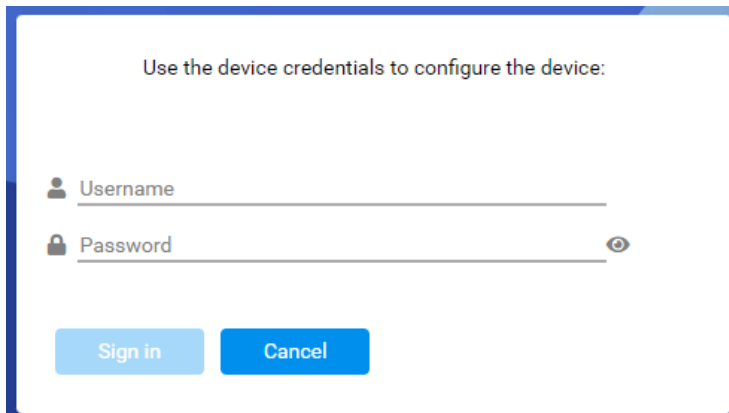 Use the device credentials to configure the device:
Username
Password
Sign in
Cancel